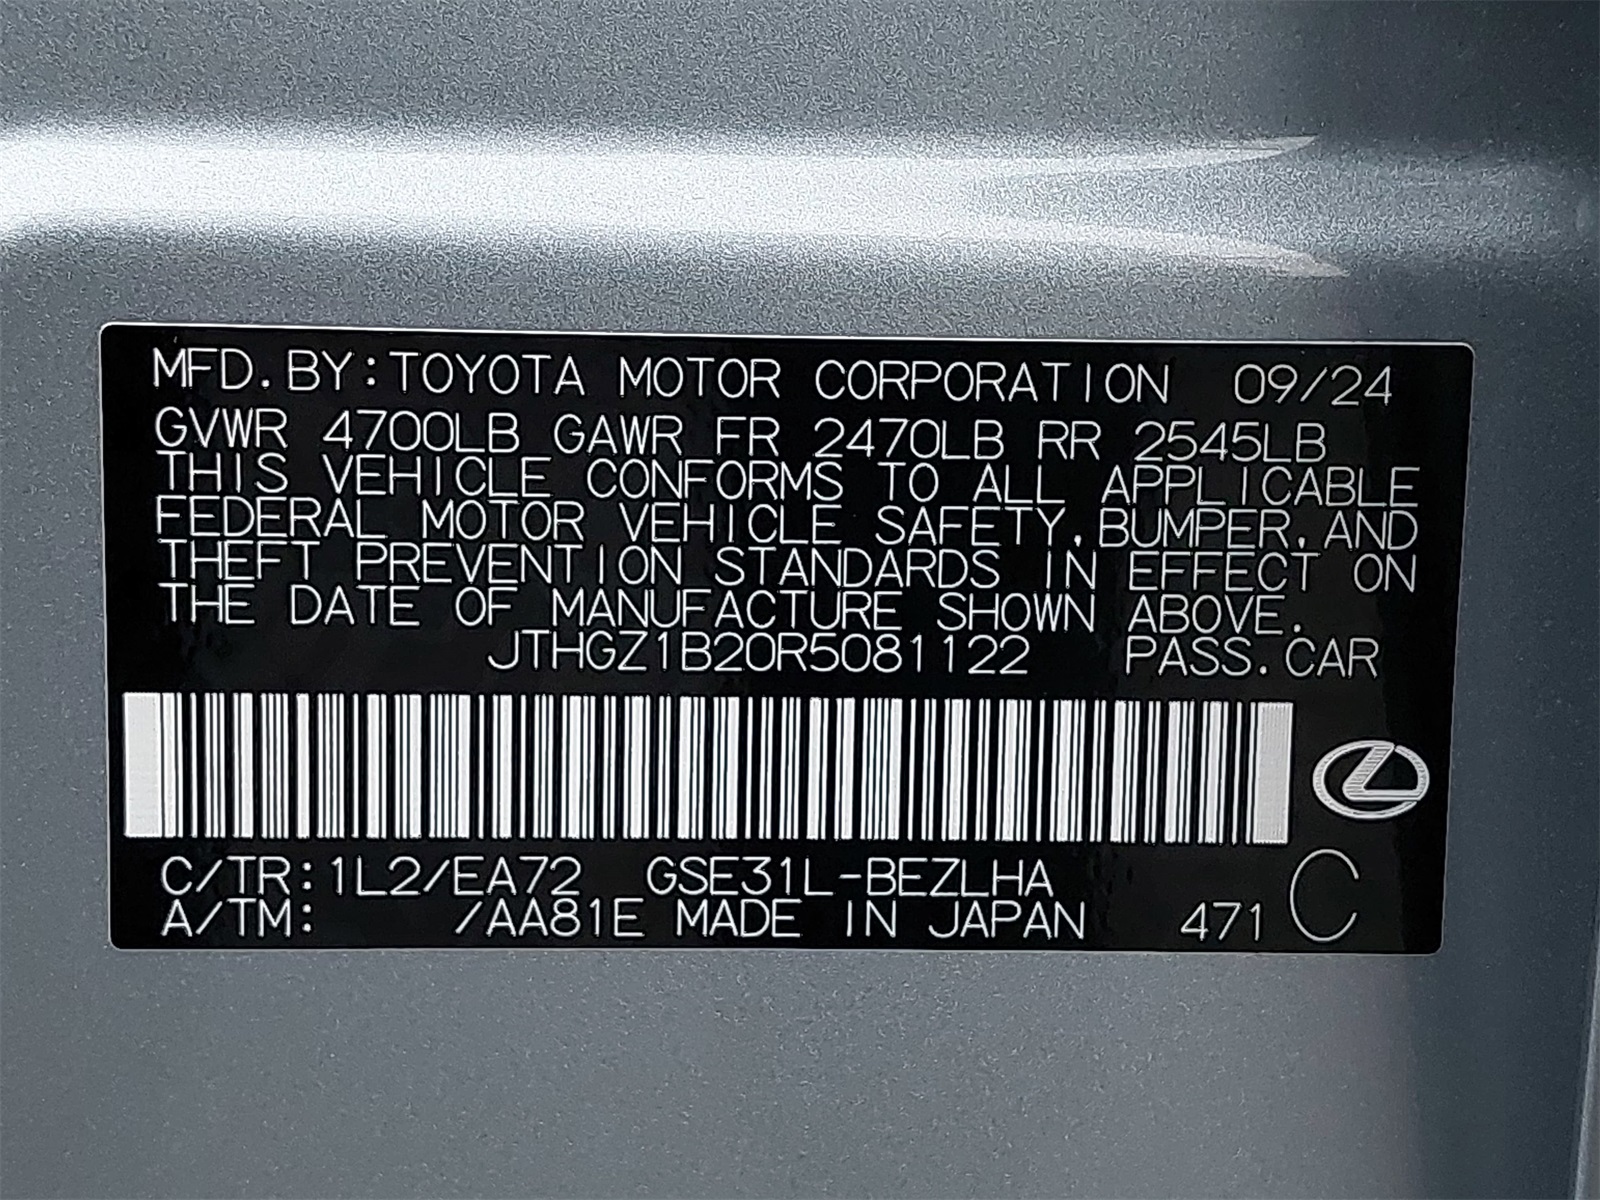 MFD.BY:TOYOTA MOTOR CORPORATION 09/24
GVWR 4700LB GAWR FR 2470LB RR 2545LB
THIS VEHICLE CONFORMS TO ALL APPLICABLE
FEDERAL MOTOR VEHICLE SAFETY,BUMPER,AND
THEFT PREVENTION STANDARDS IN EFFECT ON
THE DATE OF MANUFACTURE SHOWN ABOVE.
JTHGZ1B20R5081122 PASS.CAR
C/TR:1L2/EA72 GSE31L-BEZLHA
A/TM: /AA81E MADE IN JAPAN 471 C